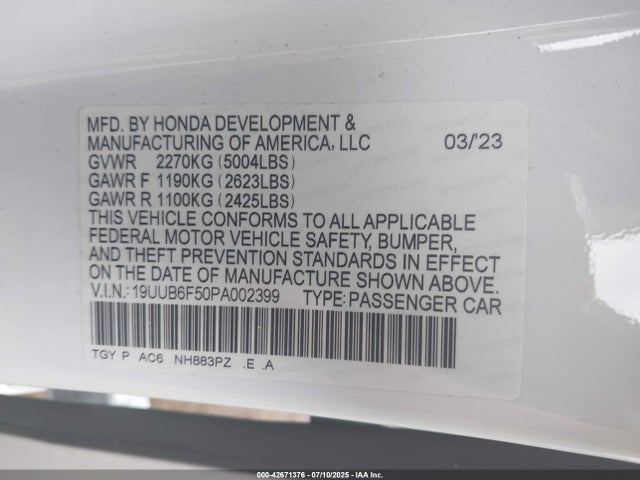 MFD. BY HONDA DEVELOPMENT &
MANUFACTURING OF AMERICA, LLC 03/'23
GVWR 2270KG (5004LBS)
GAWR F 1190KG (2623LBS)
GAWR R 1100KG (2425LBS)
THIS VEHICLE CONFORMS TO ALL APPLICABLE
FEDERAL MOTOR VEHICLE SAFETY, BUMPER,
AND THEFT PREVENTION STANDARDS IN EFFECT
ON THE DATE OF MANUFACTURE SHOWN ABOVE.
V.I.N.: 19UUB6F50PA002399 TYPE: PASSENGER CAR
TGY P AC6 NH883PZ .E .A
000-42671376 - 07/10/2025 - IAA Inc.